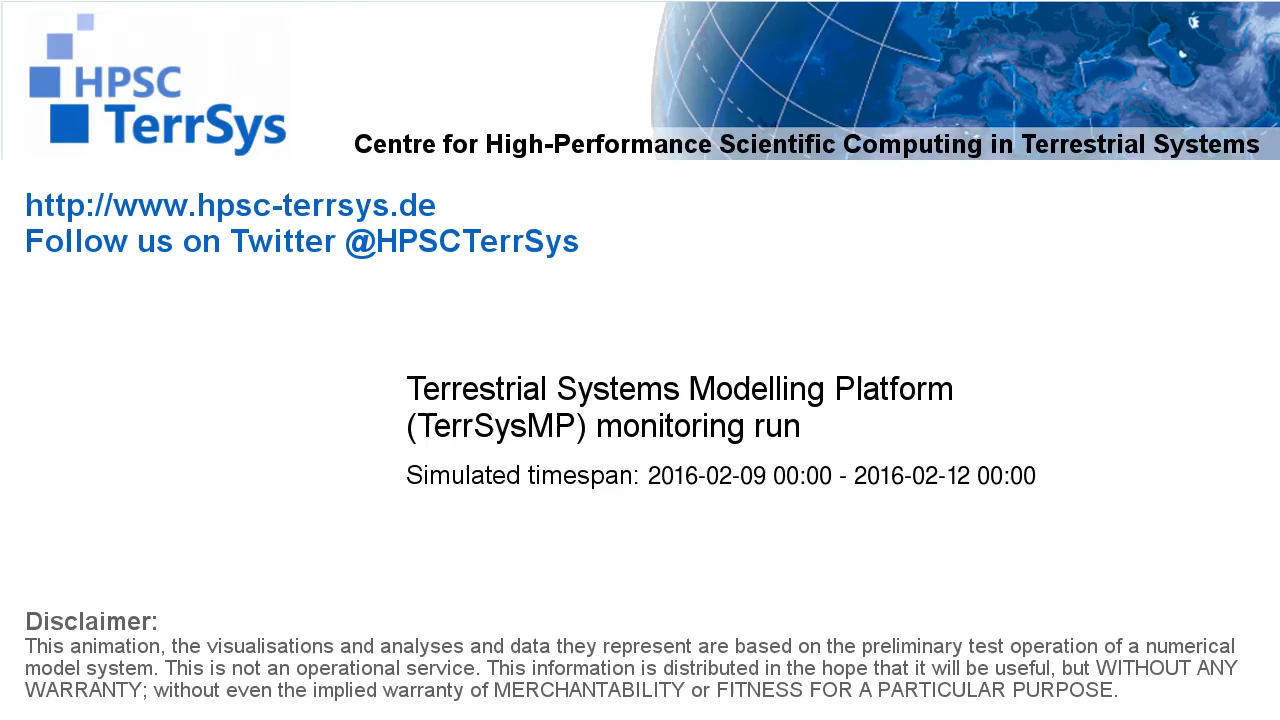 HPSC
TerrSys
Centre for High-Performance Scientific Computing in Terrestrial Systems
http://www.hpsc-terrsys.de
Follow us on Twitter @HPSCTerrSys
Terrestrial Systems Modelling Platform
(TerrSysMP) monitoring run
Simulated timespan: 2016-02-09 00:00 - 2016-02-12 00:00
Disclaimer:
This animation, the visualisations and analyses and data they represent are based on the preliminary test operation of a numerical
model system. This is not an operational service. This information is distributed in the hope that it will be useful, but WITHOUT ANY
WARRANTY; without even the implied warranty of MERCHANTABILITY or FITNESS FOR A PARTICULAR PURPOSE.